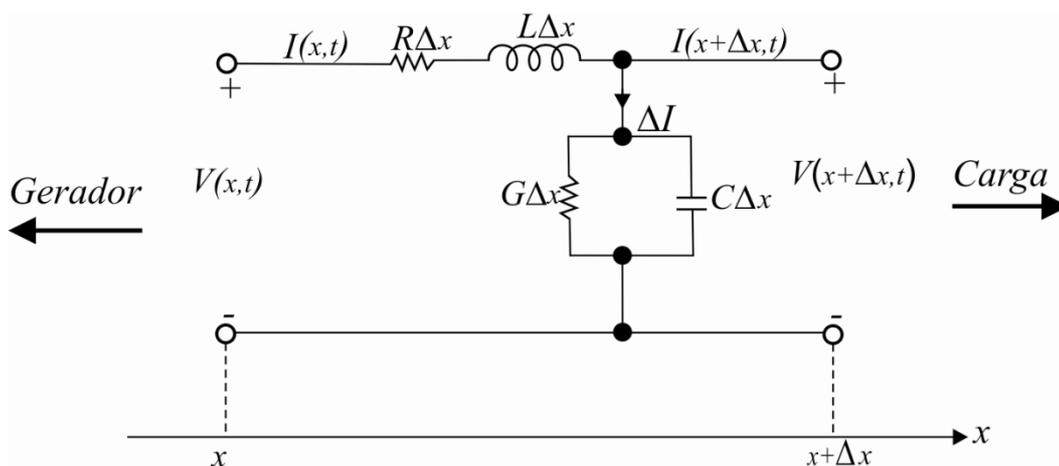 I(x,t)
RΔx
LΔx
I(x+Δx,t)
+
+
ΔI
Gerador
V(x,t)
GΔx
CΔx
V(x+Δx,t)
Carga
-
-
x
x+Δx
x